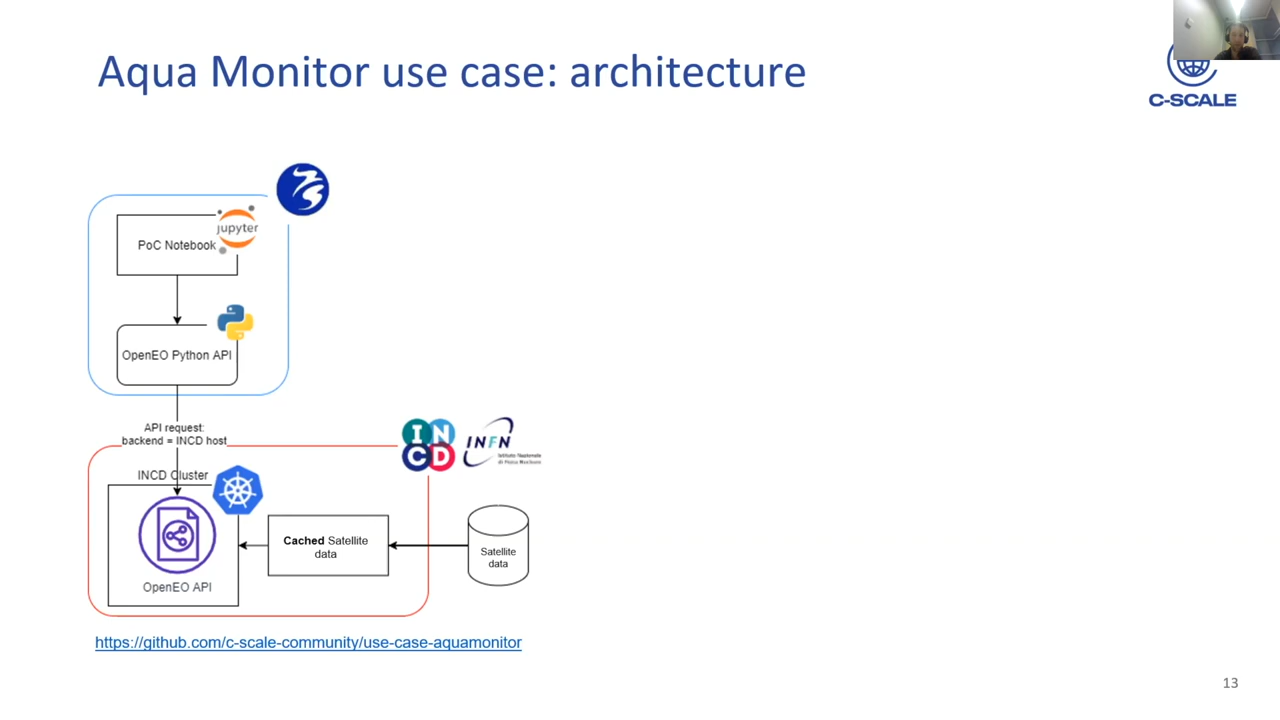 Aqua Monitor use case: architecture
C-SCALE
jupyter
PoC Notebook
OpenEO Python API
API request:
backend = INCD host
IN
CD
INFN
Istituto Nazionale
di Fisica Nucleare
INCD Cluster
Cached Satellite
data
Satellite
data
OpenEO API
https://github.com/c-scale-community/use-case-aquamonitor
13